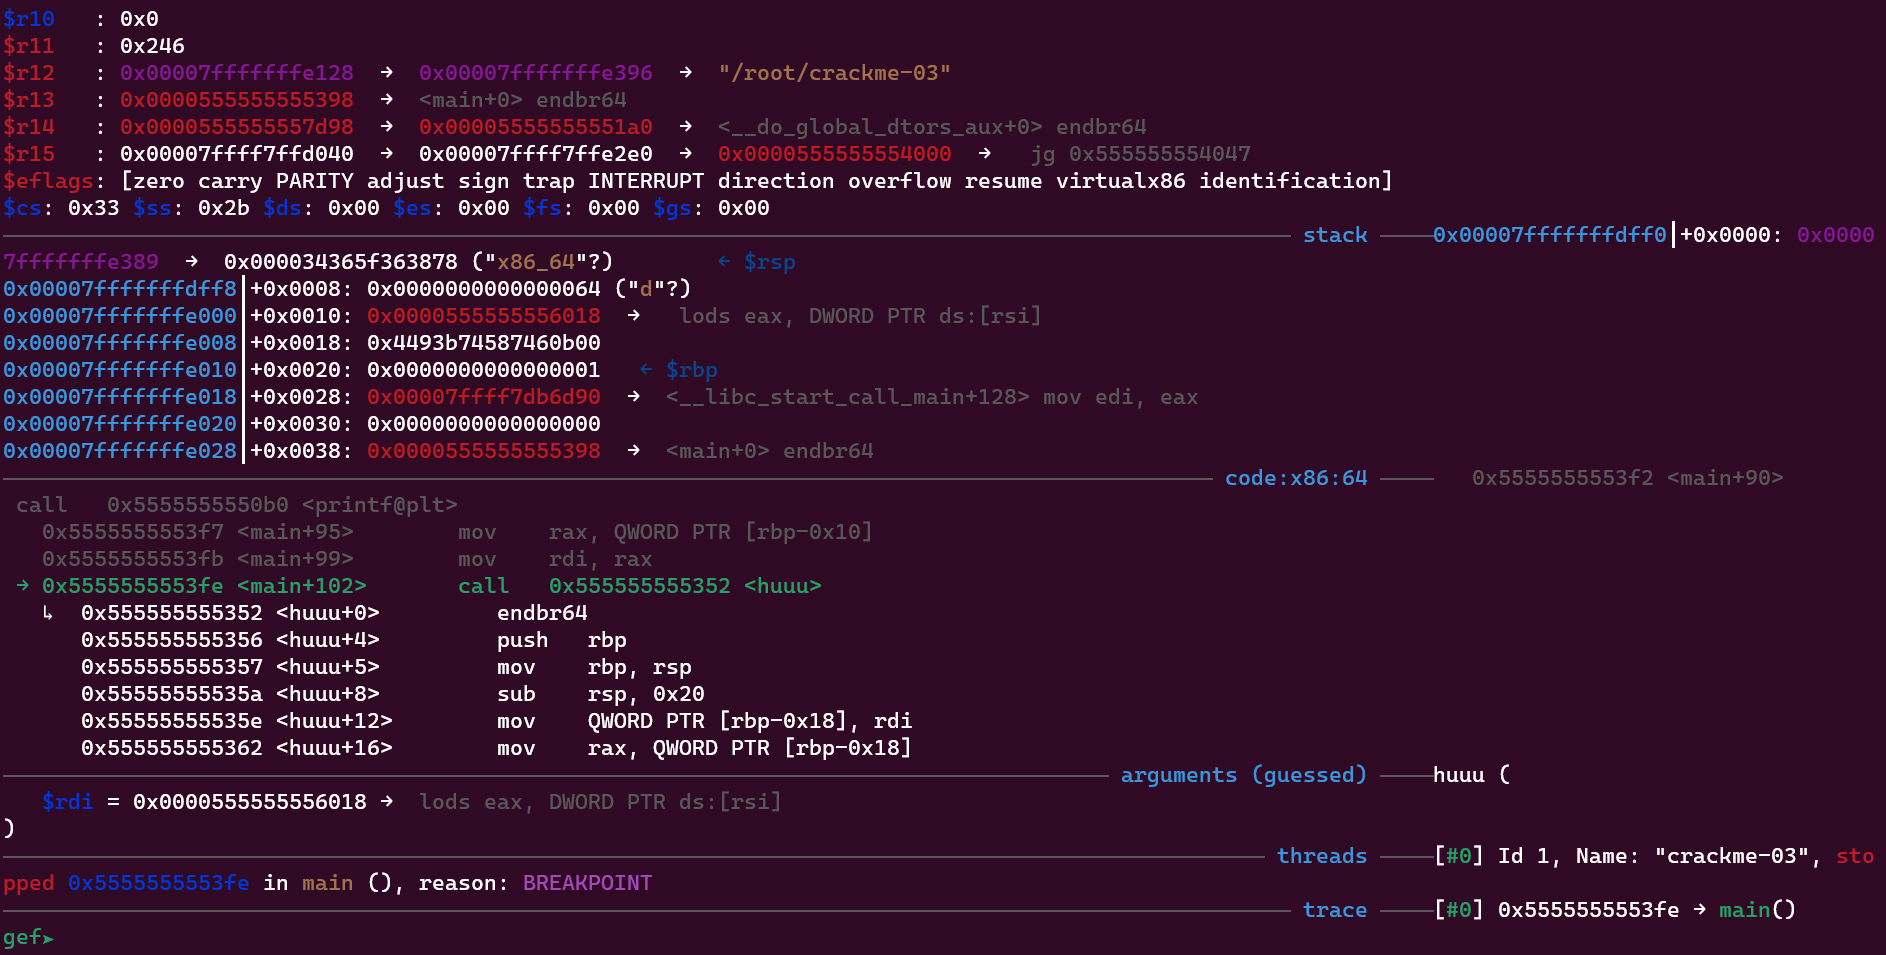 $r10   : 0x0
$r11   : 0x246
$r12   : 0x00007fffffffe128  →  0x00007fffffffe396  →  "/root/crackme-03"
$r13   : 0x0000555555555398  →  <main+0> endbr64
$r14   : 0x0000555555557d98  →  0x00005555555551a0  →  <__do_global_dtors_aux+0> endbr64
$r15   : 0x00007ffff7ffd040  →  0x00007ffff7ffe2e0  →  0x0000555555554000  →   jg 0x555555554047
$eflags: [zero carry PARITY adjust sign trap INTERRUPT direction overflow resume virtualx86 identification]
$cs: 0x33 $ss: 0x2b $ds: 0x00 $es: 0x00 $fs: 0x00 $gs: 0x00
─── stack ────0x00007fffffffdff0│+0x0000: 0x0000
7fffffffe389  →  0x000034365f363878 ("x86_64"?)        ← $rsp
0x00007fffffffdff8│+0x0008: 0x0000000000000064 ("d"?)
0x00007fffffffe000│+0x0010: 0x0000555555556018  →   lods eax, DWORD PTR ds:[rsi]
0x00007fffffffe008│+0x0018: 0x4493b74587460b00
0x00007fffffffe010│+0x0020: 0x0000000000000001   ← $rbp
0x00007fffffffe018│+0x0028: 0x00007ffff7db6d90  →  <__libc_start_call_main+128> mov edi, eax
0x00007fffffffe020│+0x0030: 0x0000000000000000
0x00007fffffffe028│+0x0038: 0x0000555555555398  →  <main+0> endbr64
─── code:x86:64 ────   0x5555555553f2 <main+90>
 call   0x5555555550b0 <printf@plt>
   0x5555555553f7 <main+95>        mov    rax, QWORD PTR [rbp-0x10]
   0x5555555553fb <main+99>        mov    rdi, rax
 → 0x5555555553fe <main+102>       call   0x555555555352 <huuu>
   ↳  0x555555555352 <huuu+0>         endbr64
      0x555555555356 <huuu+4>         push   rbp
      0x555555555357 <huuu+5>         mov    rbp, rsp
      0x55555555535a <huuu+8>         sub    rsp, 0x20
      0x55555555535e <huuu+12>        mov    QWORD PTR [rbp-0x18], rdi
      0x555555555362 <huuu+16>        mov    rax, QWORD PTR [rbp-0x18]
─── arguments (guessed) ────huuu (
   $rdi = 0x0000555555556018 →  lods eax, DWORD PTR ds:[rsi]
)
─── threads ────[#0] Id 1, Name: "crackme-03", sto
pped 0x5555555553fe in main (), reason: BREAKPOINT
─── trace ────[#0] 0x5555555553fe → main()
gef➤